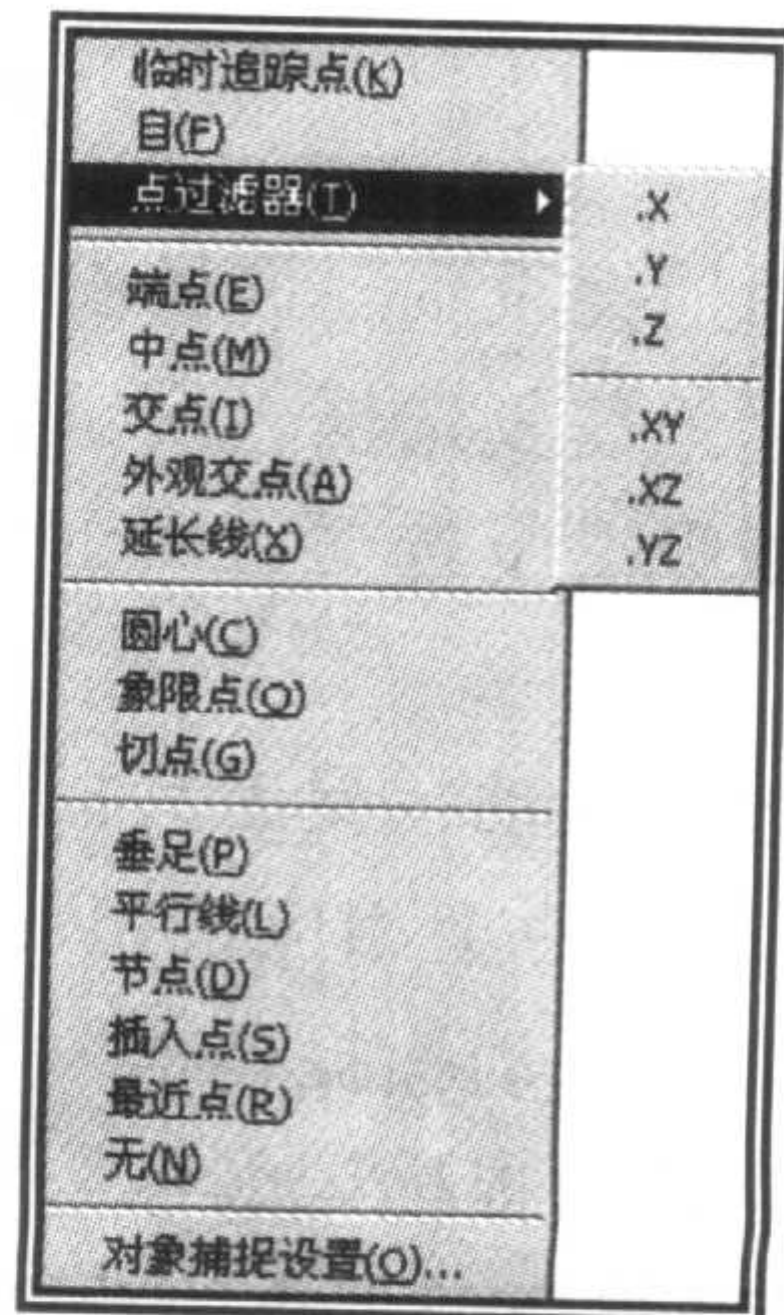 临时追踪点(K)
自(F)
点过滤器(T)
.X
.Y
.Z
.XY
.XZ
.YZ
端点(E)
中点(M)
交点(I)
外观交点(A)
延长线(X)
圆心(C)
象限点(Q)
切点(G)
垂足(P)
平行线(L)
节点(D)
插入点(S)
最近点(R)
无(N)
对象捕捉设置(O)...